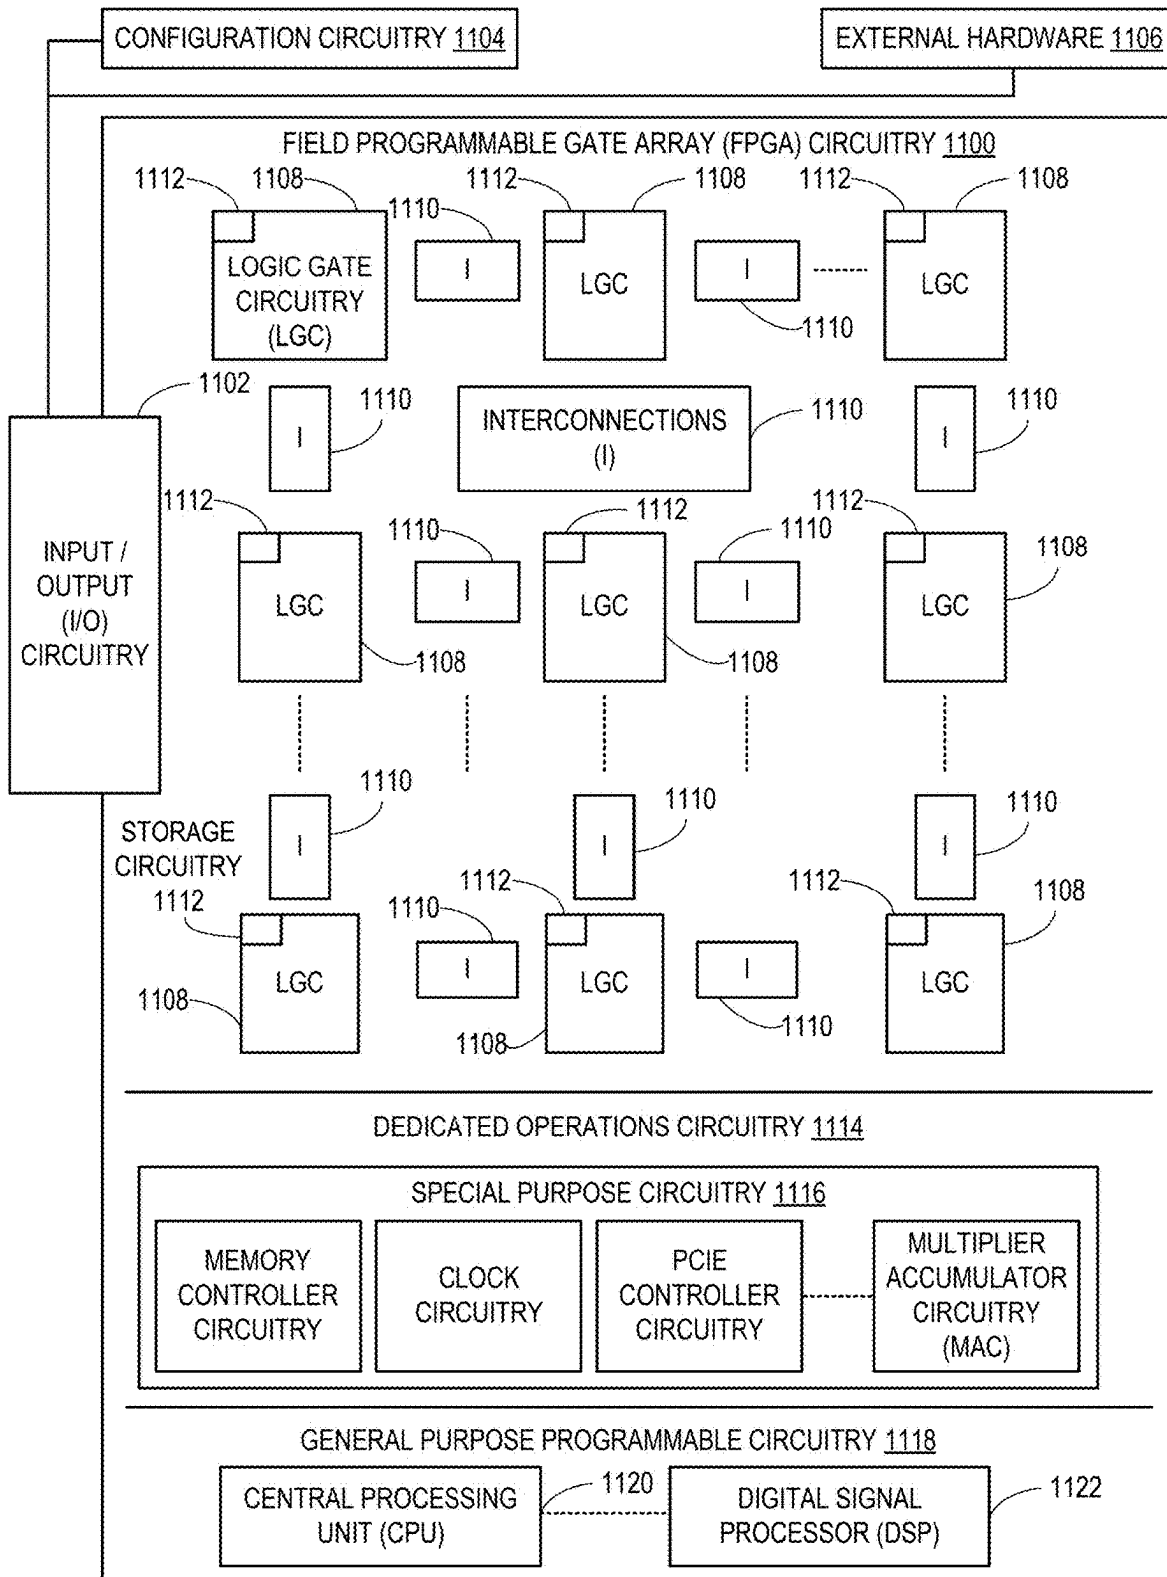 CONFIGURATION CIRCUITRY 1104
EXTERNAL HARDWARE 1106
FIELD PROGRAMMABLE GATE ARRAY (FPGA) CIRCUITRY 1100
1112
1108
1112
1108
1112
1108
1110
LOGIC GATE
CIRCUITRY
(LGC)
I
LGC
I
LGC
1110
1102
1110
I
INTERCONNECTIONS
(I)
1110
I
1110
1112
1112
1112
1110
1110
1108
INPUT /
OUTPUT
(I/O)
CIRCUITRY
LGC
I
LGC
I
LGC
1108
1108
1110
1110
1110
STORAGE
CIRCUITRY
I
I
I
1112
1112
1112
1108
1110
LGC
I
LGC
I
LGC
1108
1108
1110
DEDICATED OPERATIONS CIRCUITRY 1114
SPECIAL PURPOSE CIRCUITRY 1116
MEMORY
CONTROLLER
CIRCUITRY
CLOCK
CIRCUITRY
PCIE
CONTROLLER
CIRCUITRY
MULTIPLIER
ACCUMULATOR
CIRCUITRY
(MAC)
GENERAL PURPOSE PROGRAMMABLE CIRCUITRY 1118
CENTRAL PROCESSING
UNIT (CPU)
1120
DIGITAL SIGNAL
PROCESSOR (DSP)
1122